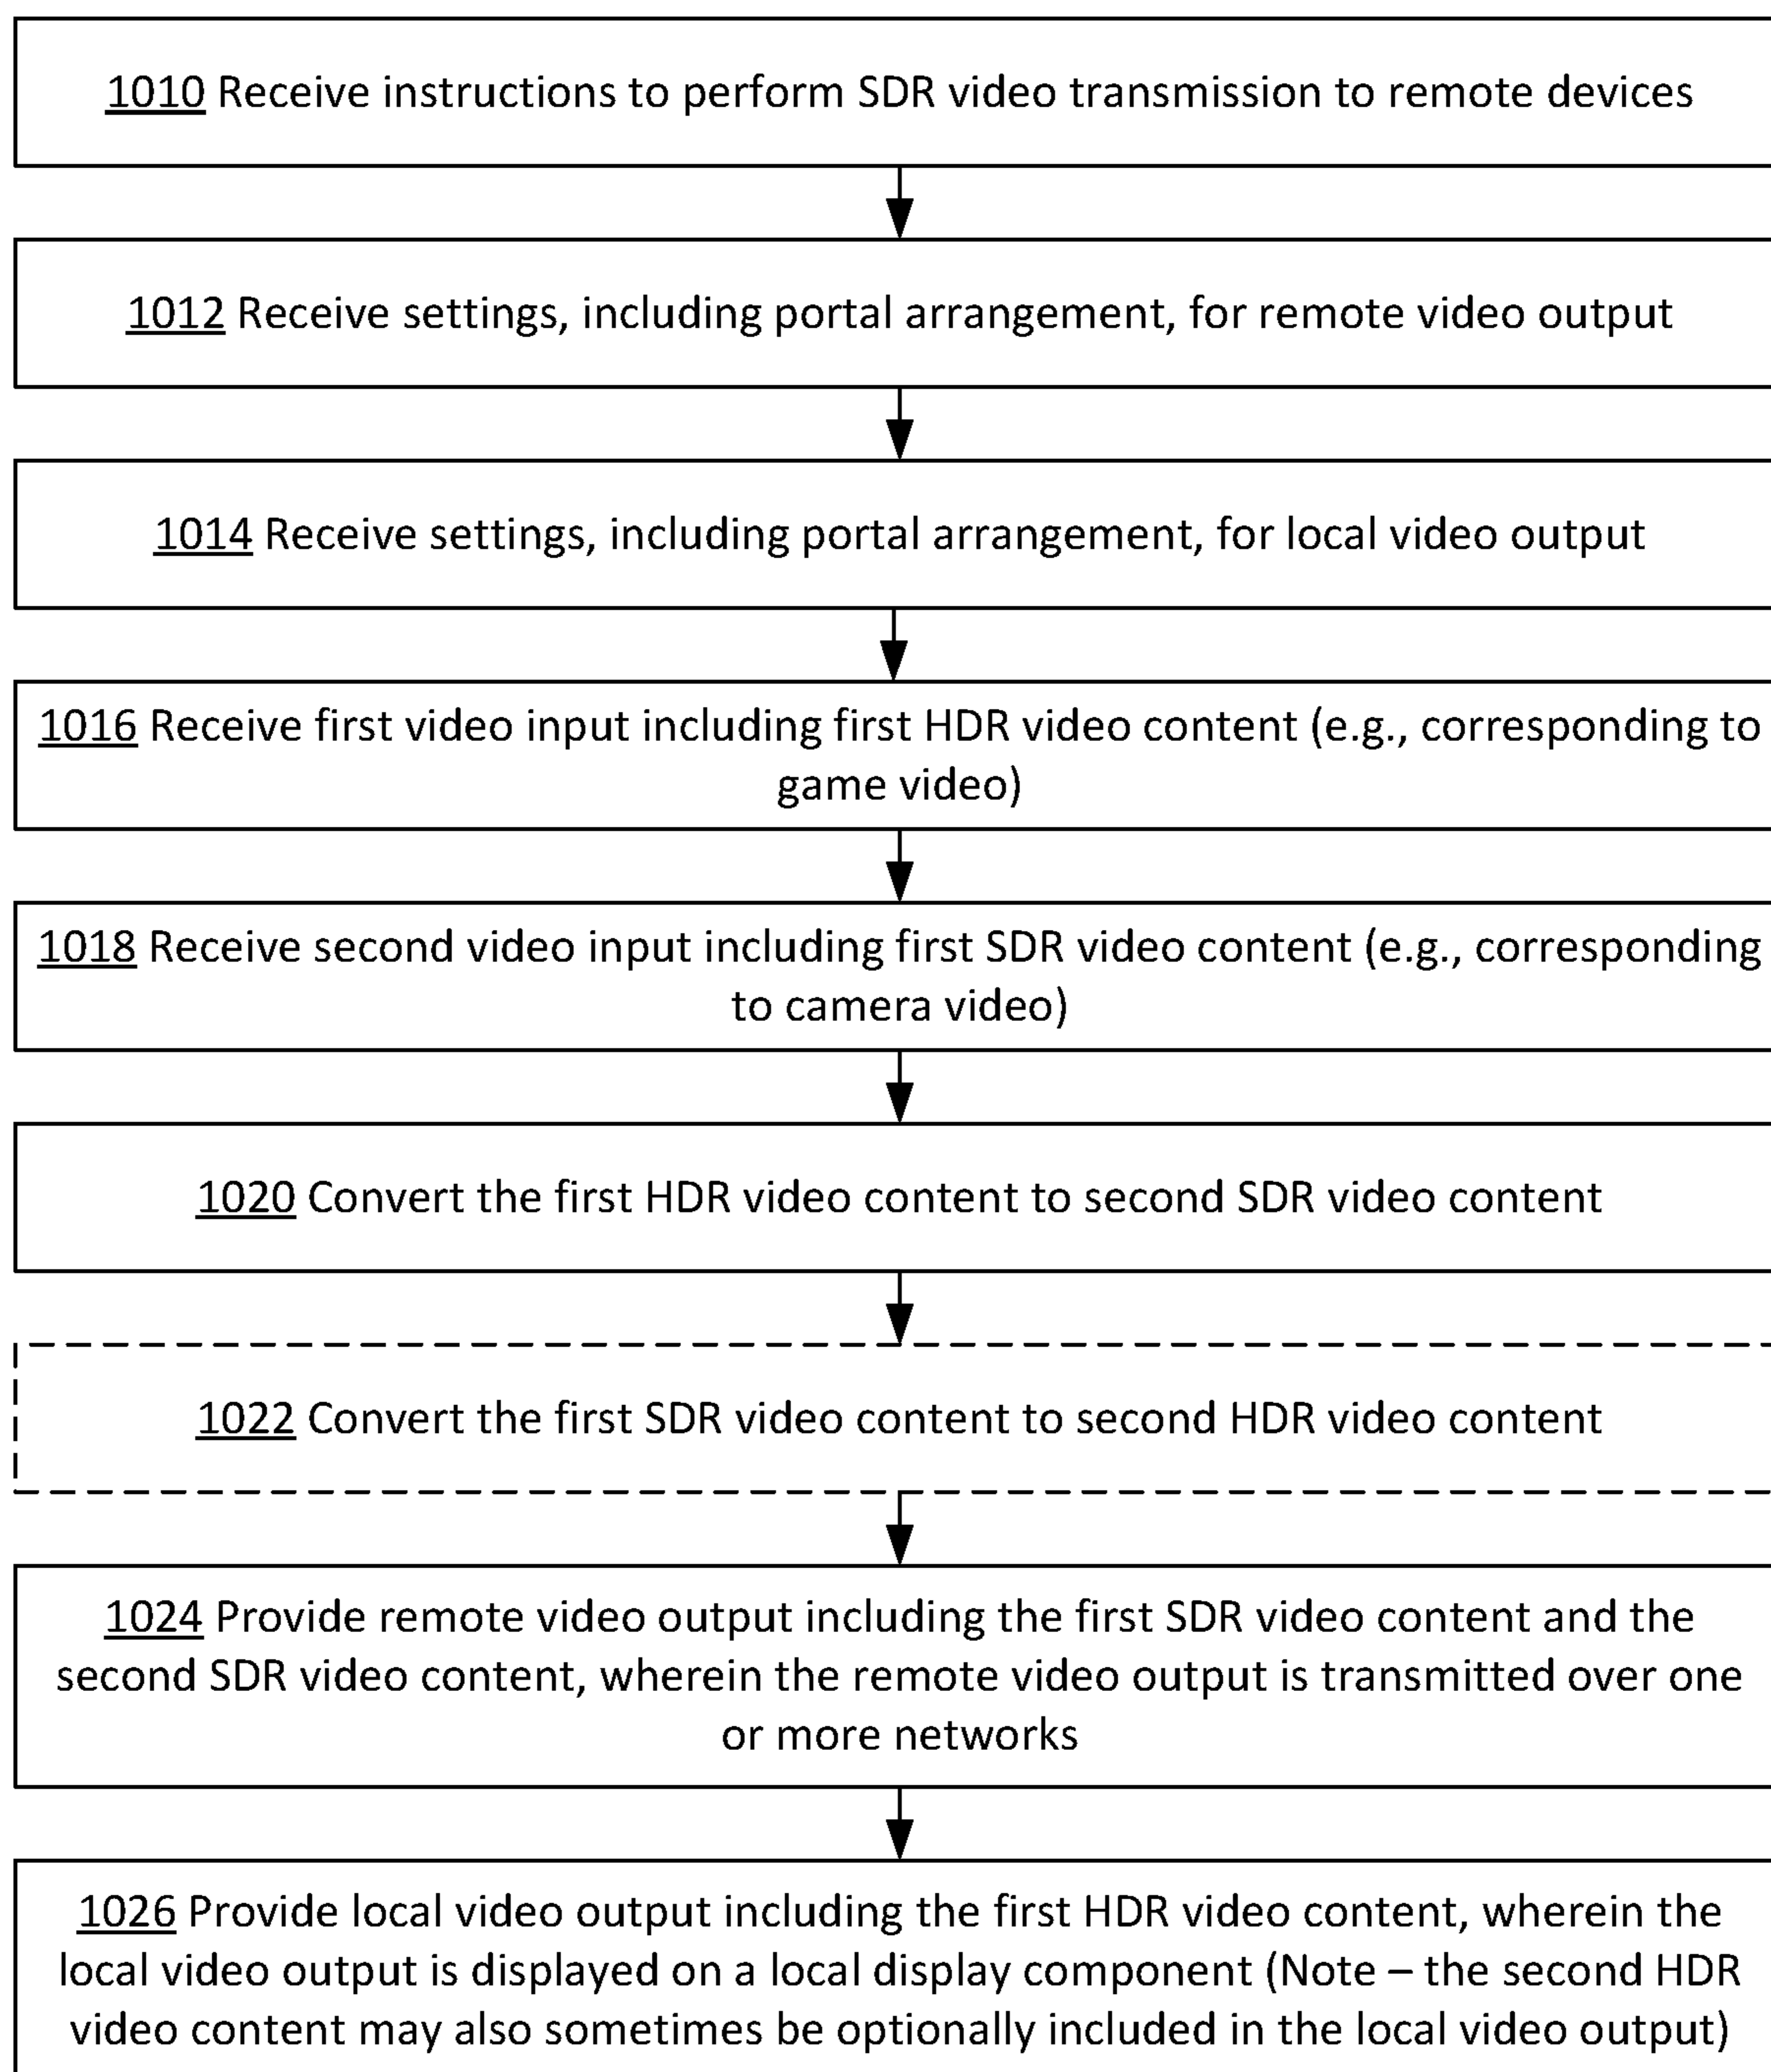 1010 Receive instructions to perform SDR video transmission to remote devices
1012 Receive settings, including portal arrangement, for remote video output
1014 Receive settings, including portal arrangement, for local video output
1016 Receive first video input including first HDR video content (e.g., corresponding to
game video)
1018 Receive second video input including first SDR video content (e.g., corresponding
to camera video)
1020 Convert the first HDR video content to second SDR video content
1022 Convert the first SDR video content to second HDR video content
1024 Provide remote video output including the first SDR video content and the
second SDR video content, wherein the remote video output is transmitted over one
or more networks
1026 Provide local video output including the first HDR video content, wherein the
local video output is displayed on a local display component (Note – the second HDR
video content may also sometimes be optionally included in the local video output)